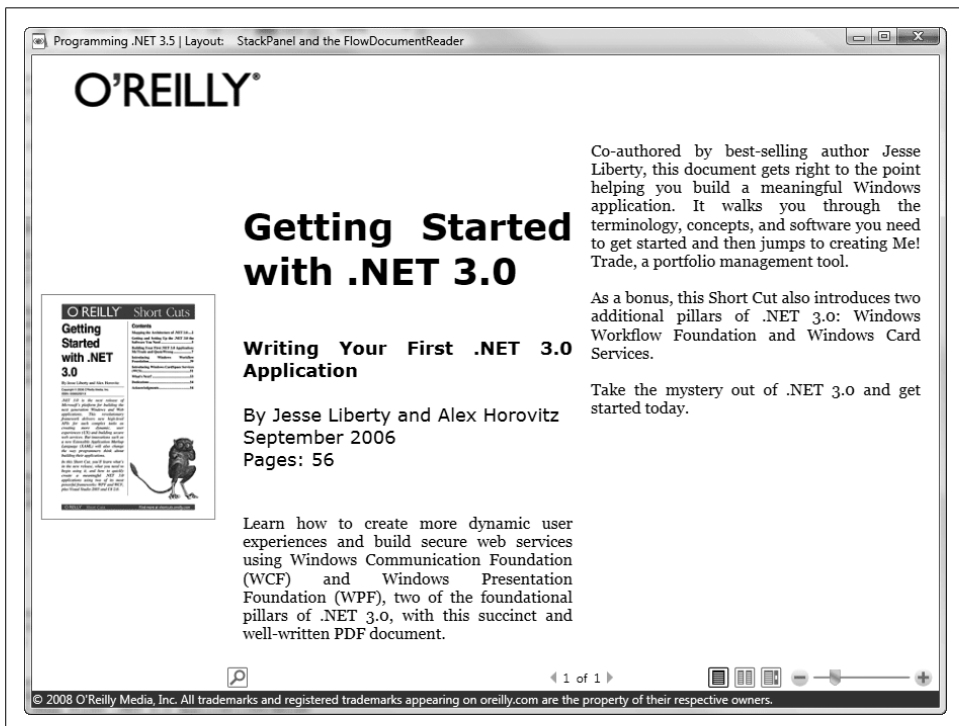 Programming .NET 3.5 | Layout: StackPanel and the FlowDocumentReader
O'REILLY®
O'REILLY Short Cuts
Getting
Started
with .NET
3.0
By Jesse Liberty and Alex Horovitz
Contents
Getting Started
with .NET 3.0
Writing Your First .NET 3.0
Application
By Jesse Liberty and Alex Horovitz
September 2006
Pages: 56
Learn how to create more dynamic user
experiences and build secure web services
using Windows Communication Foundation
(WCF) and Windows Presentation
Foundation (WPF), two of the foundational
pillars of .NET 3.0, with this succinct and
well-written PDF document.
Co-authored by best-selling author Jesse
Liberty, this document gets right to the point
helping you build a meaningful Windows
application. It walks you through the
terminology, concepts, and software you need
to get started and then jumps to creating Me!
Trade, a portfolio management tool.
As a bonus, this Short Cut also introduces two
additional pillars of .NET 3.0: Windows
Workflow Foundation and Windows Card
Services.
Take the mystery out of .NET 3.0 and get
started today.
1 of 1
© 2008 O'Reilly Media, Inc. All trademarks and registered trademarks appearing on oreilly.com are the property of their respective owners.